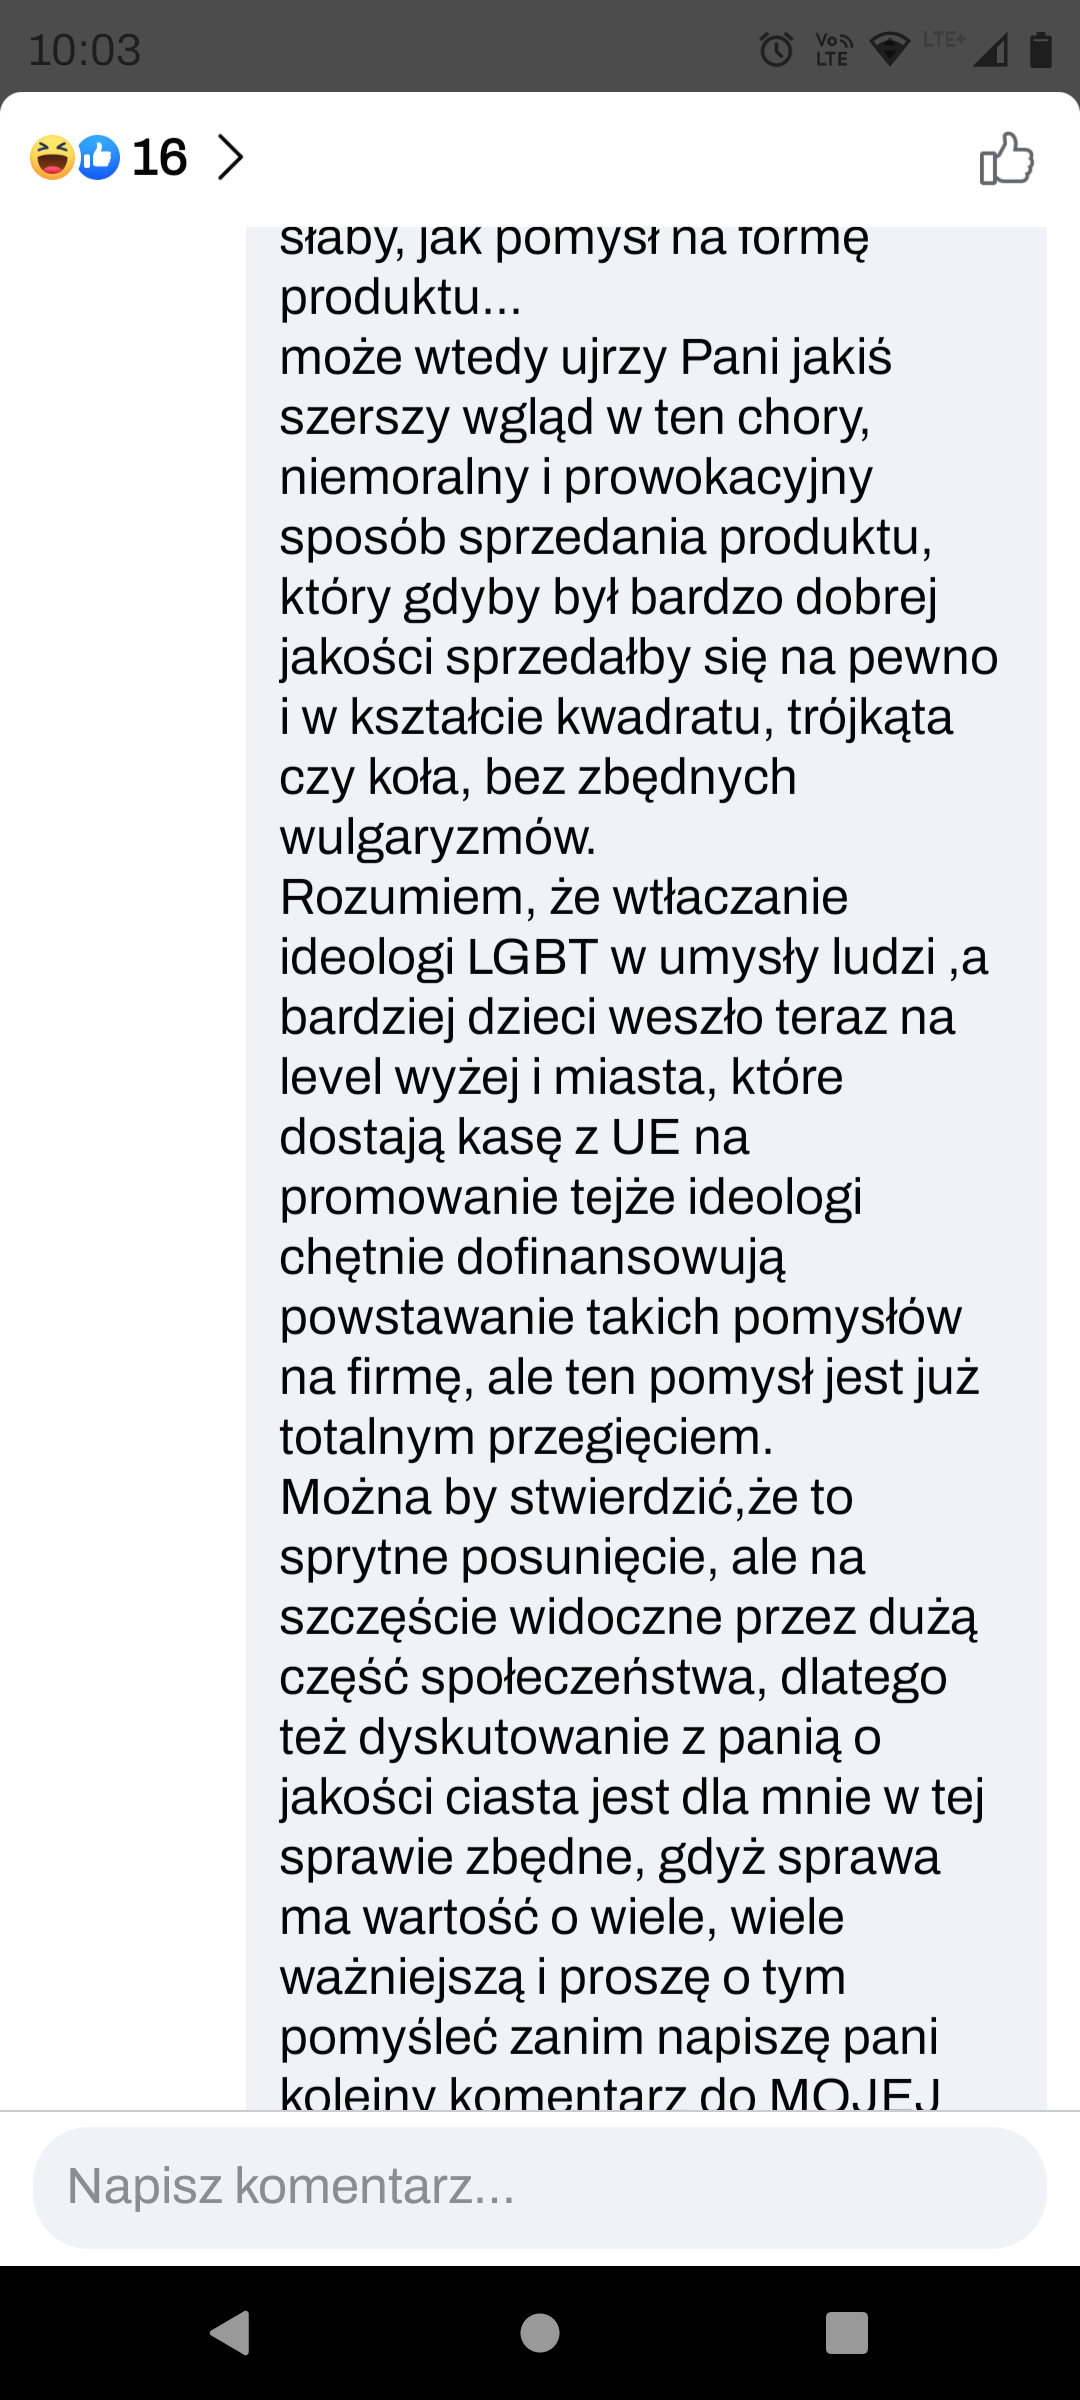 10:03
Vo LTE
LTE+
16
słaby, jak pomysł na formę
produktu...
może wtedy ujrzy Pani jakiś
szerszy wgląd w ten chory,
niemoralny i prowokacyjny
sposób sprzedania produktu,
który gdyby był bardzo dobrej
jakości sprzedałby się na pewno
i w kształcie kwadratu, trójkąta
czy koła, bez zbędnych
wulgaryzmów.
Rozumiem, że wtłaczanie
ideologi LGBT w umysły ludzi ,a
bardziej dzieci weszło teraz na
level wyżej i miasta, które
dostają kasę z UE na
promowanie tejże ideologi
chętnie dofinansowują
powstawanie takich pomysłów
na firmę, ale ten pomysł jest już
totalnym przegięciem.
Można by stwierdzić,że to
sprytne posunięcie, ale na
szczęście widoczne przez dużą
część społeczeństwa, dlatego
też dyskutowanie z panią o
jakości ciasta jest dla mnie w tej
sprawie zbędne, gdyż sprawa
ma wartość o wiele, wiele
ważniejszą i proszę o tym
pomyśleć zanim napiszę pani
kolejny komentarz do MOJEJ
Napisz komentarz...